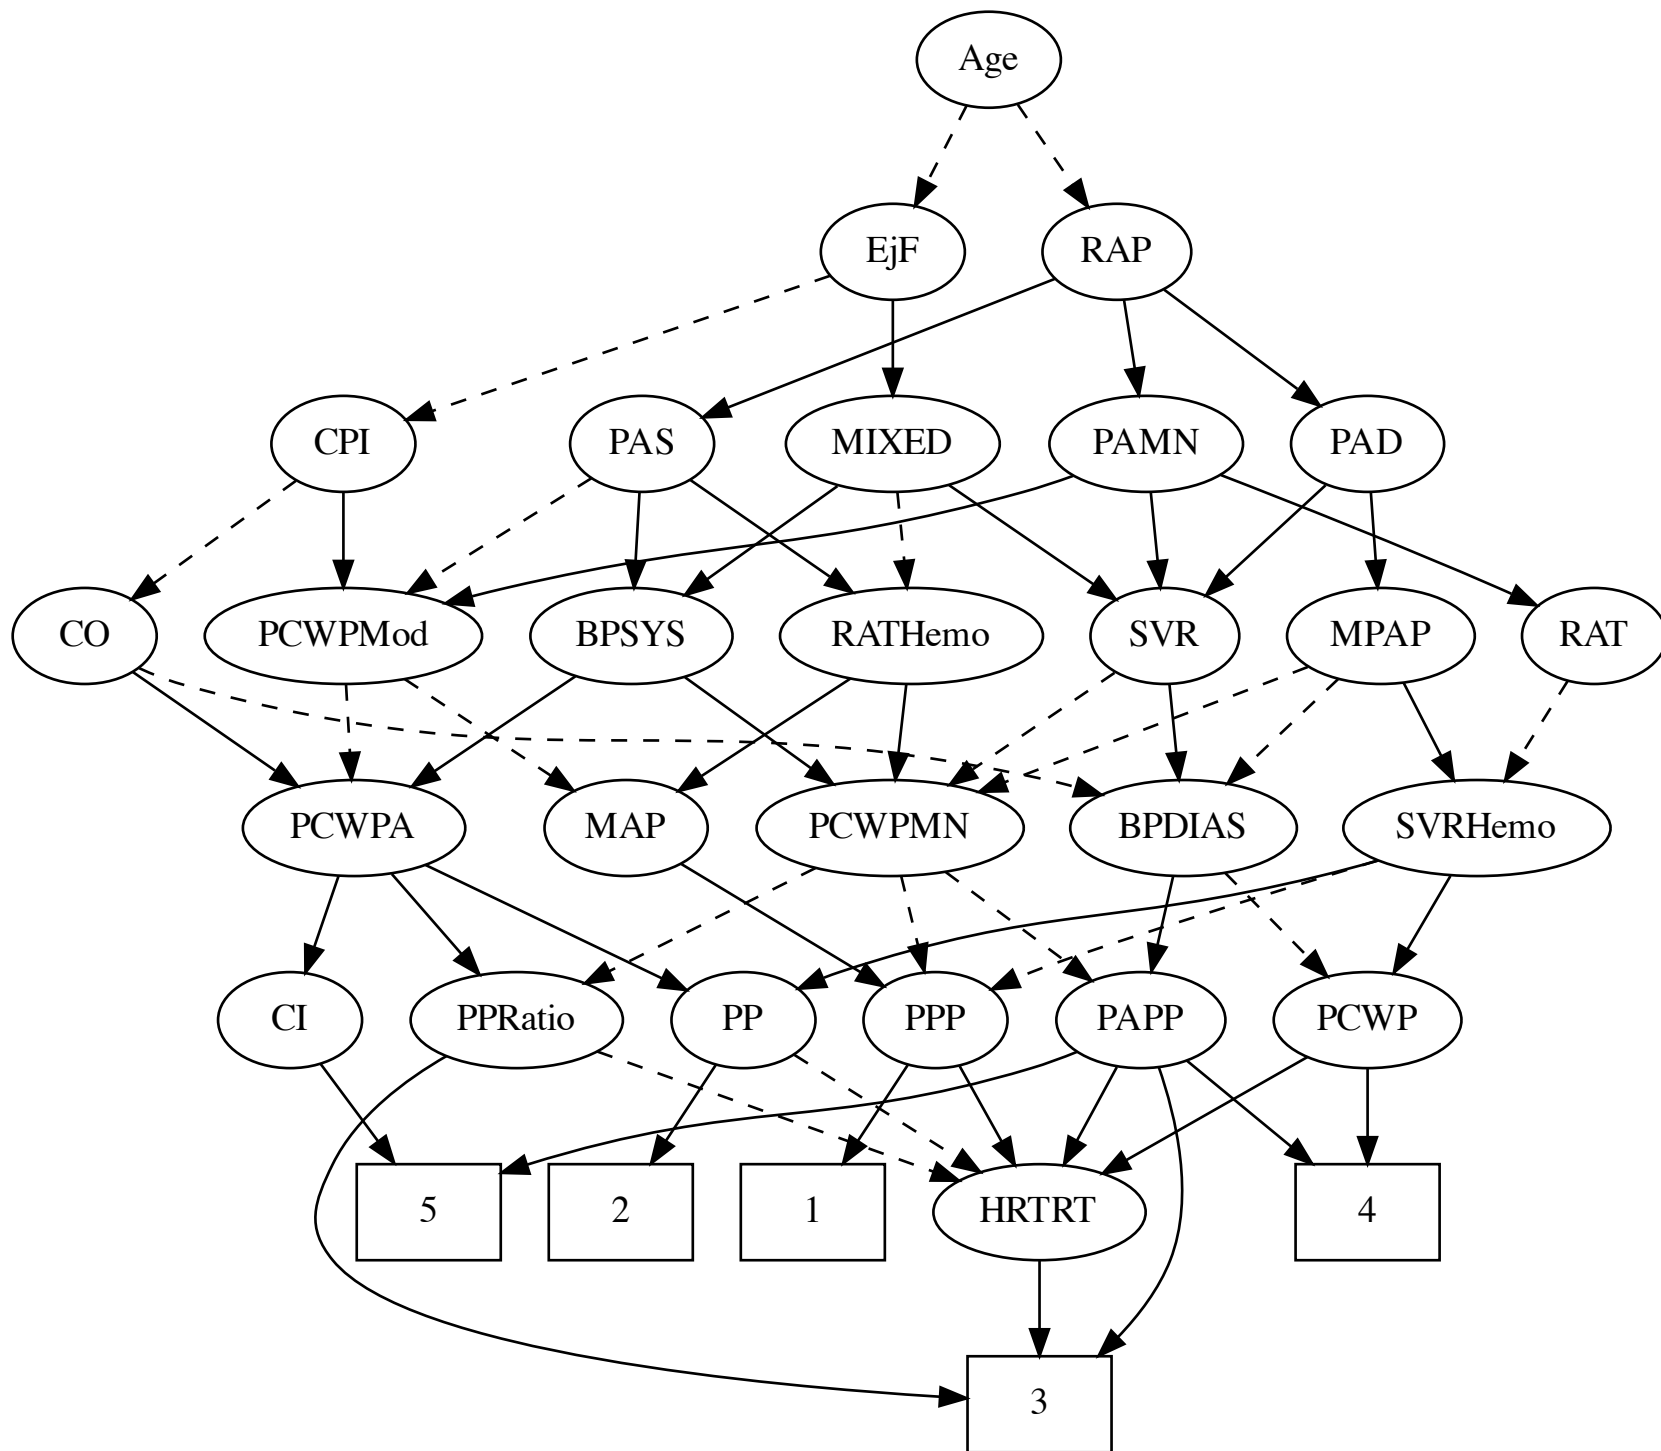 Age
EjF
RAP
CPI
PAS
MIXED
PAMN
PAD
CO
PCWPMod
BPSYS
RATHemo
SVR
MPAP
RAT
PCWPA
MAP
PCWPMN
BPDIAS
SVRHemo
CI
PPRatio
PP
PPP
PAPP
PCWP
5
2
1
HRTRT
4
3